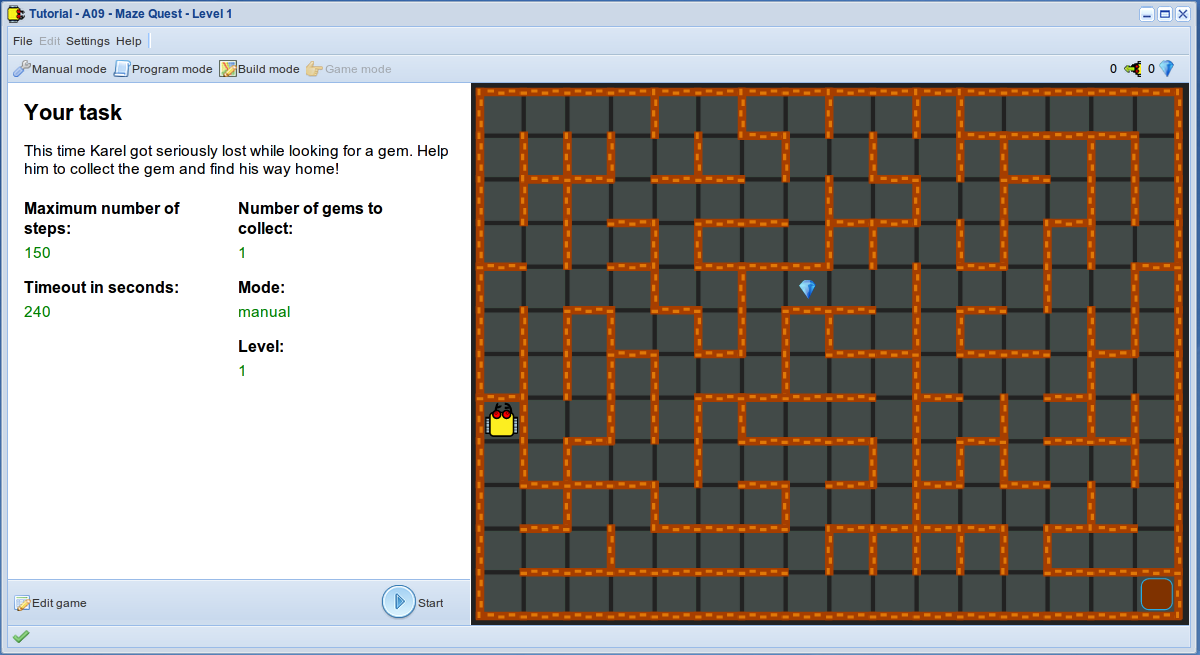 Tutorial - A09 - Maze Quest - Level 1
File Edit Settings Help
Manual mode Program mode Build mode Game mode 0 0
Your task
This time Karel got seriously lost while looking for a gem. Help
him to collect the gem and find his way home!
Maximum number of
steps:
150
Number of gems to
collect:
1
Timeout in seconds:
240
Mode:
manual
Level:
1
Edit game Start